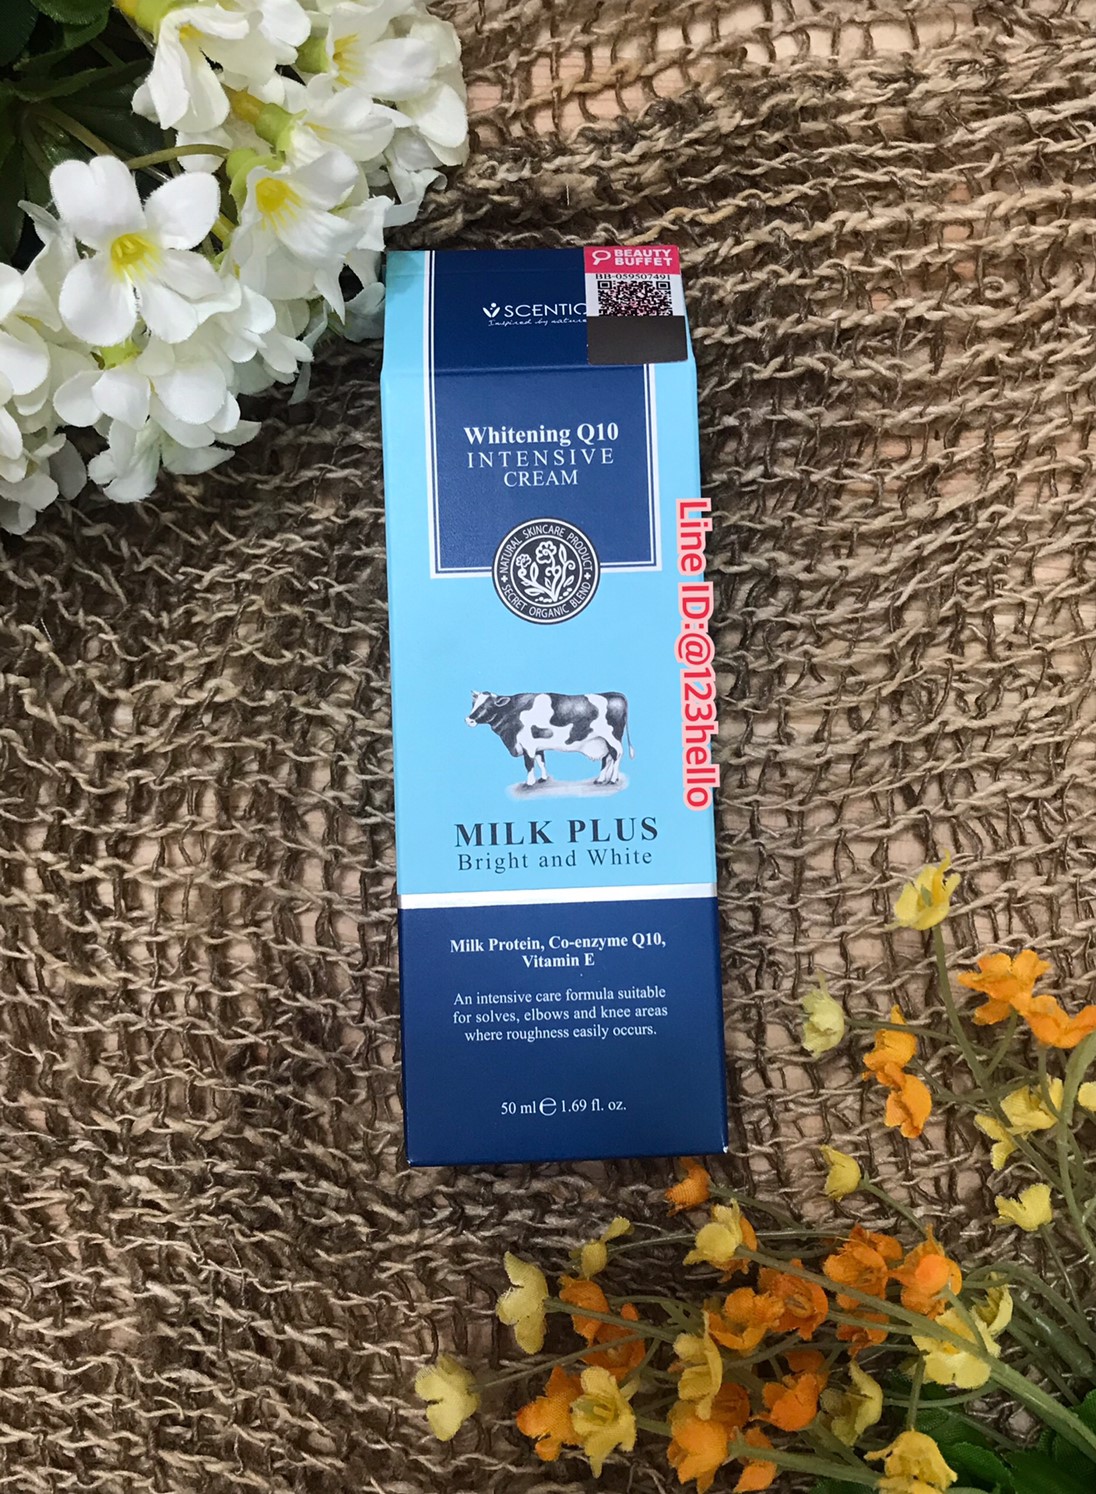 BEAUTY
BUFFET
BB-059507491
SCENTIO
Inspired by nature
Whitening Q10
INTENSIVE
CREAM
NATURAL SKINCARE PRODUCT
SECRET ORGANIC BLEND
Line ID:@123hello
MILK PLUS
Bright and White
Milk Protein, Co-enzyme Q10,
Vitamin E
An intensive care formula suitable
for solves, elbows and knee areas
where roughness easily occurs.
50 ml ℮ 1.69 fl. oz.